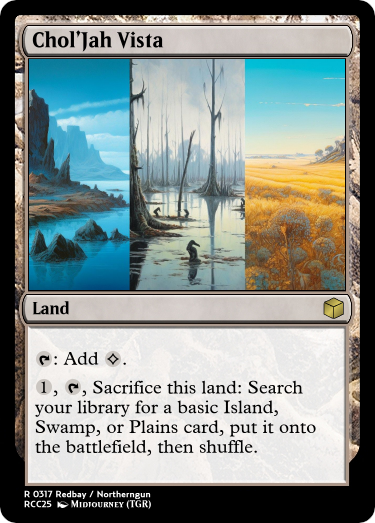 Chol'Jah Vista
Land
: Add .
1, , Sacrifice this land: Search
your library for a basic Island,
Swamp, or Plains card, put it onto
the battlefield, then shuffle.
R 0317 Redbay / Northerngun
RCC25 Midjourney (TGR)